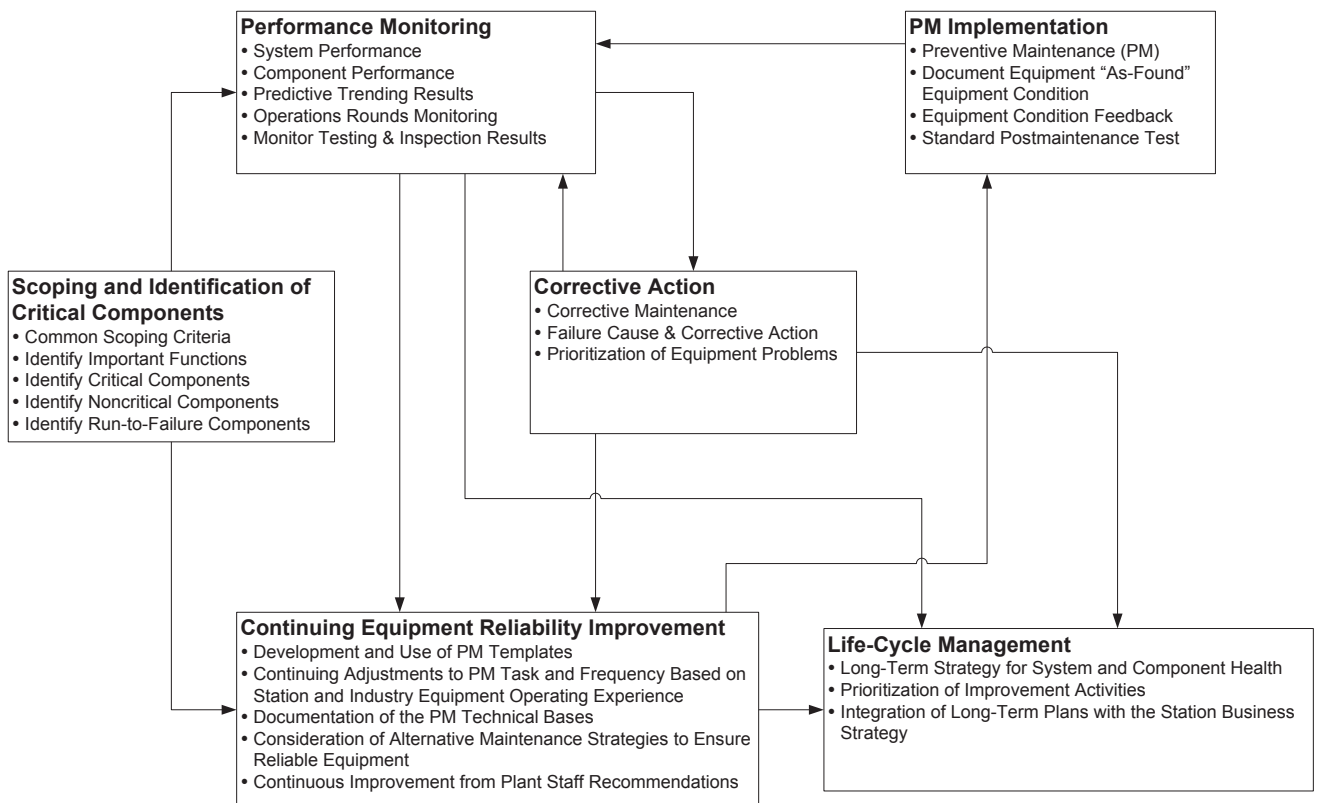 Performance Monitoring
• System Performance
• Component Performance
• Predictive Trending Results
• Operations Rounds Monitoring
• Monitor Testing & Inspection Results
PM Implementation
• Preventive Maintenance (PM)
• Document Equipment “As-Found”
Equipment Condition
• Equipment Condition Feedback
• Standard Postmaintenance Test
Scoping and Identification of
Critical Components
• Common Scoping Criteria
• Identify Important Functions
• Identify Critical Components
• Identify Noncritical Components
• Identify Run-to-Failure Components
Corrective Action
• Corrective Maintenance
• Failure Cause & Corrective Action
• Prioritization of Equipment Problems
Continuing Equipment Reliability Improvement
• Development and Use of PM Templates
• Continuing Adjustments to PM Task and Frequency Based on
Station and Industry Equipment Operating Experience
• Documentation of the PM Technical Bases
• Consideration of Alternative Maintenance Strategies to Ensure
Reliable Equipment
• Continuous Improvement from Plant Staff Recommendations
Life-Cycle Management
• Long-Term Strategy for System and Component Health
• Prioritization of Improvement Activities
• Integration of Long-Term Plans with the Station Business
Strategy